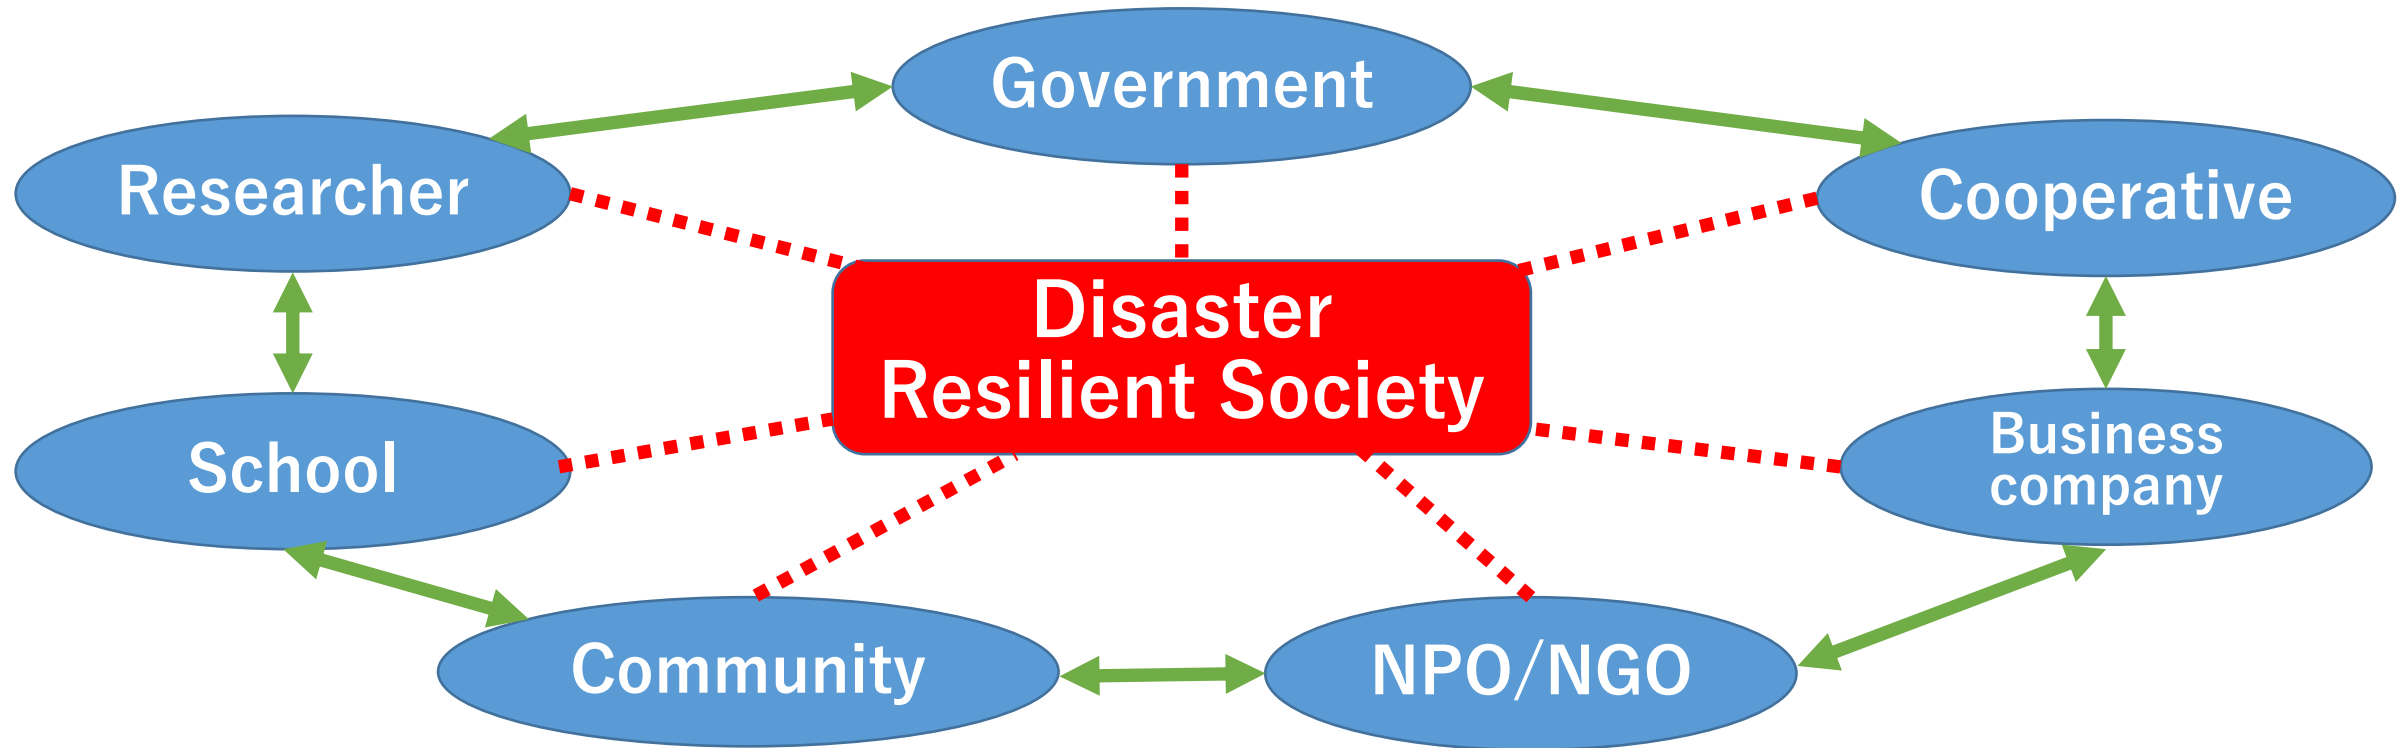 Government
Researcher
Cooperative
Disaster
Resilient Society
School
Business
company
Community
NPO/NGO